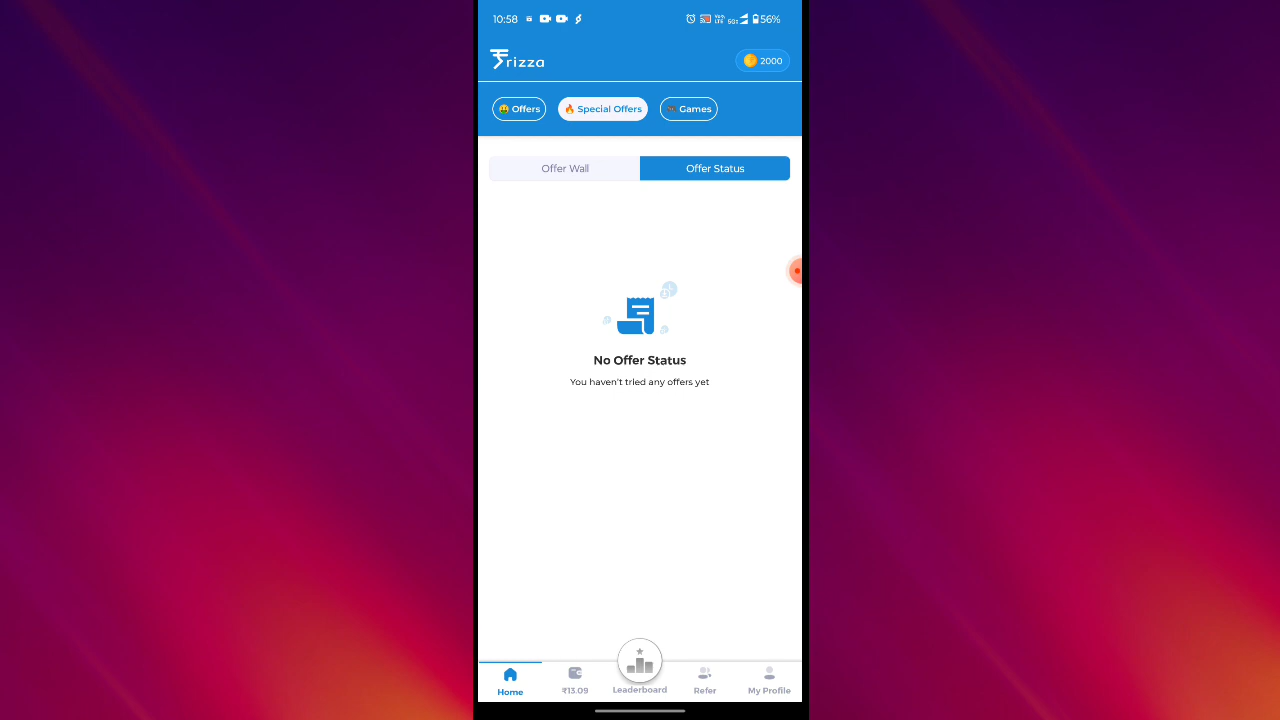 10:58
56%
₹rizza
2000
Offers
Special Offers
Games
Offer Wall
Offer Status
No Offer Status
You haven't tried any offers yet
Home
₹13.09
Leaderboard
Refer
My Profile